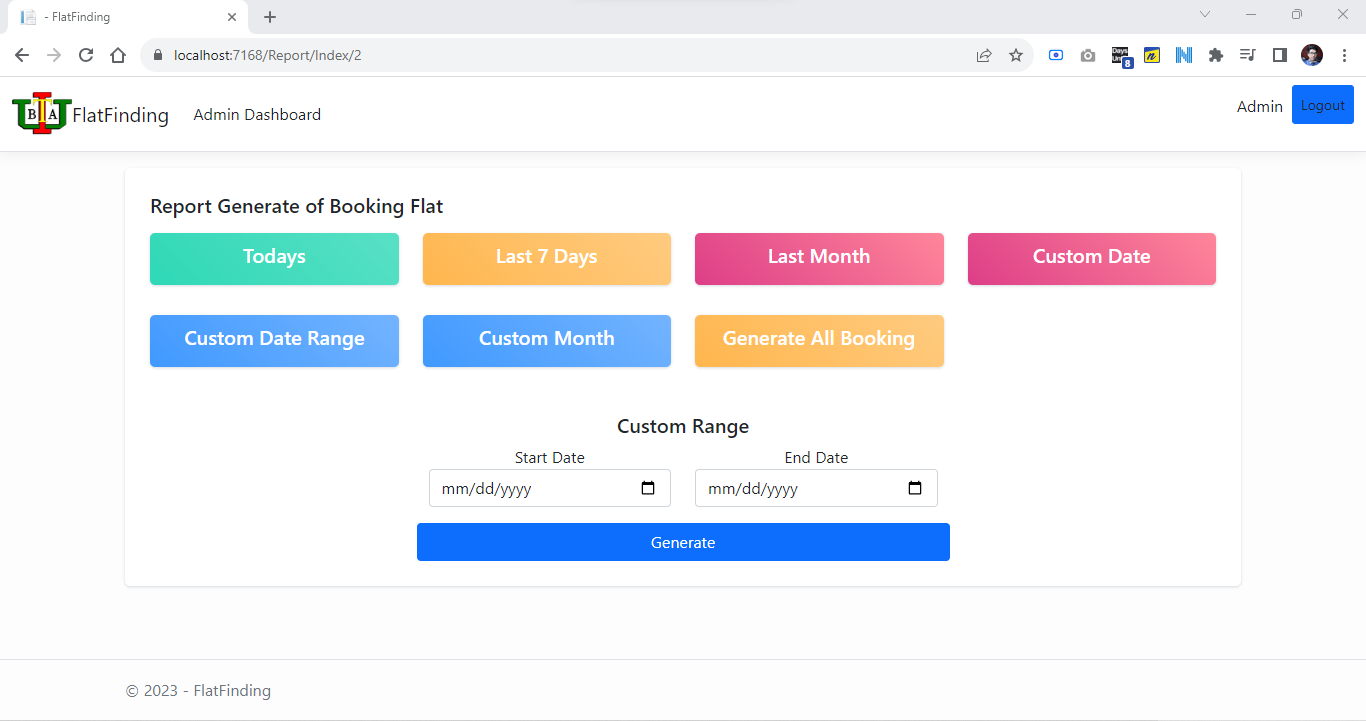 - FlatFinding
localhost:7168/Report/Index/2
8
B I A
FlatFinding
Admin Dashboard
Admin
Logout
Report Generate of Booking Flat
Todays
Last 7 Days
Last Month
Custom Date
Custom Date Range
Custom Month
Generate All Booking
Custom Range
Start Date
End Date
mm/dd/yyyy
mm/dd/yyyy
Generate
© 2023 - FlatFinding